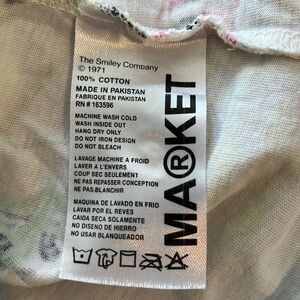 The Smiley Company
© 1971
100% COTTON
MADE IN PAKISTAN
FABRIQUE EN PAKISTAN
RN # 163596
MACHINE WASH COLD
WASH INSIDE OUT
HANG DRY ONLY
DO NOT IRON DESIGN
DO NOT BLEACH
LAVAGE MACHINE A FROID
LAVER A L'ENVERS
COUP SEC SEULEMENT
NE PAS REPASSER CONCEPTION
NE PAS BLANCHIR
MAQUINA DE LAVADO EN FRIO
LAVAR POR EL REVES
CAIDA SECA SOLAMENTE
NO DISENO DE HIERRO
NO USAR BLANQUEADOR
MA®KET